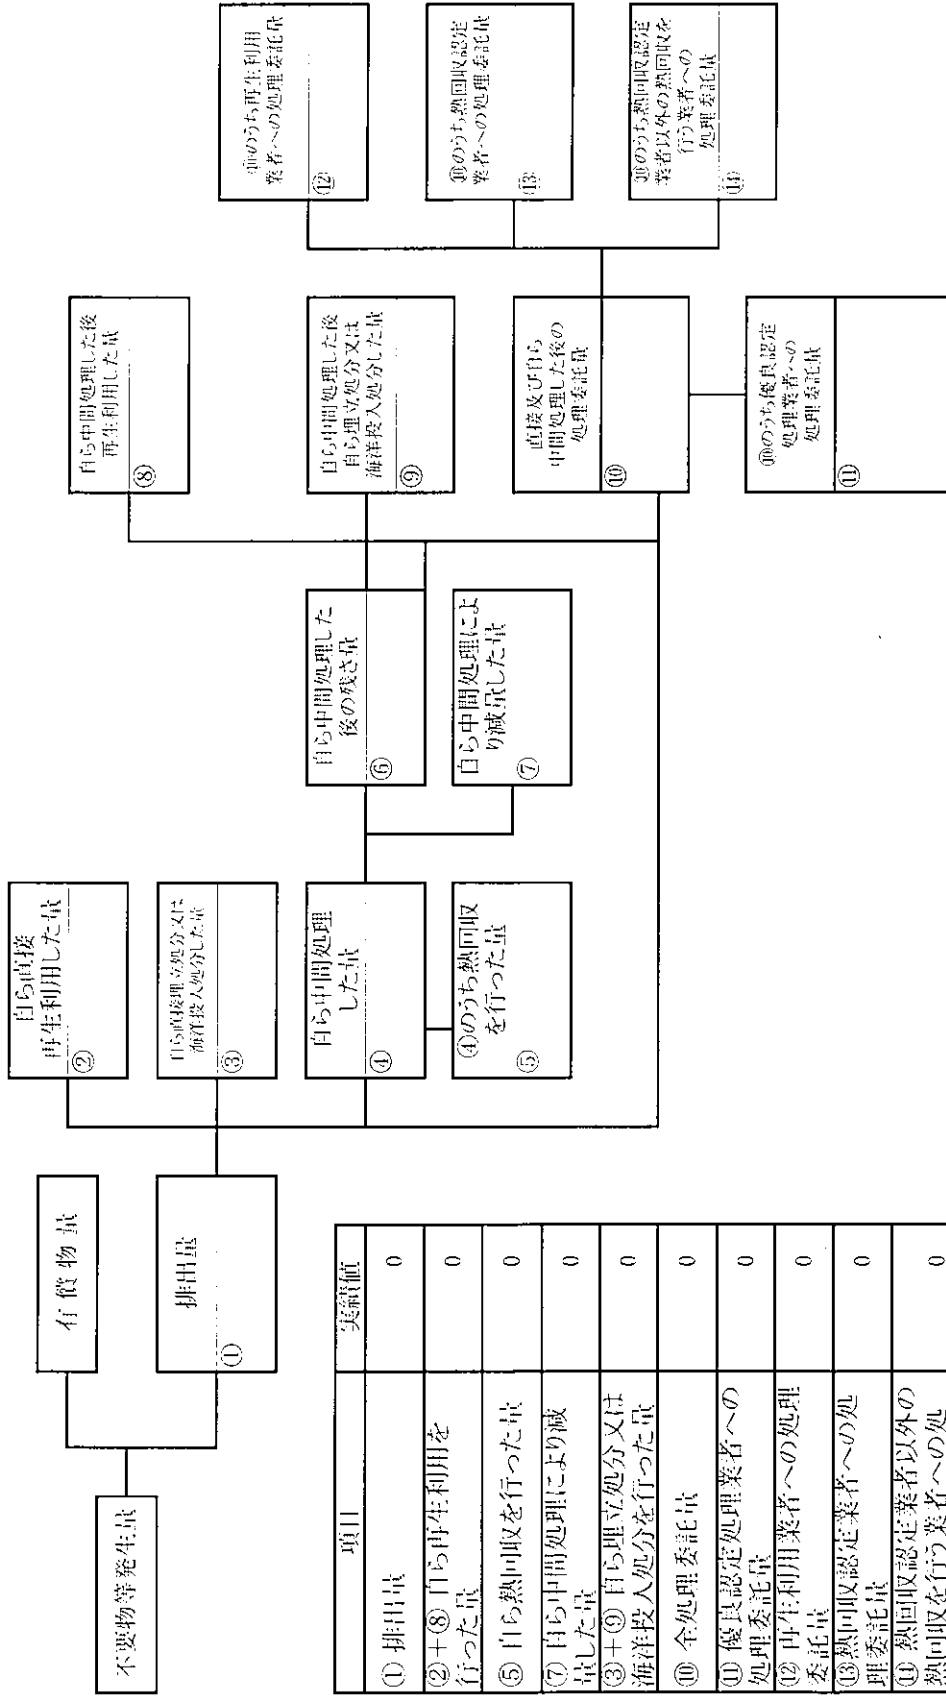 不要物等発生量
有償物量
排出量
①
自ら直接
再生利用した量
②
自ら直接埋立処分又は
海洋投入処分した量
③
自ら中間処理
した量
④
④のうち熱回収
を行った量
⑤
自ら中間処理した
後の残さ量
⑥
自ら中間処理によ
り減量した量
⑦
自ら中間処理した後
再生利用した量
⑧
自ら中間処理した後
自ら埋立処分又は
海洋投入処分した量
⑨
直接及び自ら
中間処理した後の
処理委託量
⑩
⑩のうち優良認定
処理業者への
処理委託量
⑪
⑩のうち再生利用
業者への処理委託量
⑫
⑩のうち熱回収認定
業者への処理委託量
⑬
⑩のうち熱回収認定
業者以外の熱回収を
行う業者への
処理委託量
⑭
項目 実績値
① 排出量 0
②+⑧ 自ら再生利用を
行った量 0
⑤ 自ら熱回収を行った量 0
⑦ 自ら中間処理により減
量した量 0
③+⑨ 自ら埋立処分又は
海洋投入処分を行った量 0
⑩ 全処理委託量 0
⑪ 優良認定処理業者への
処理委託量 0
⑫ 再生利用業者への処理
委託量 0
⑬熱回収認定業者への処
理委託量 0
⑭ 熱回収認定業者以外の
熱回収を行う業者への処 0